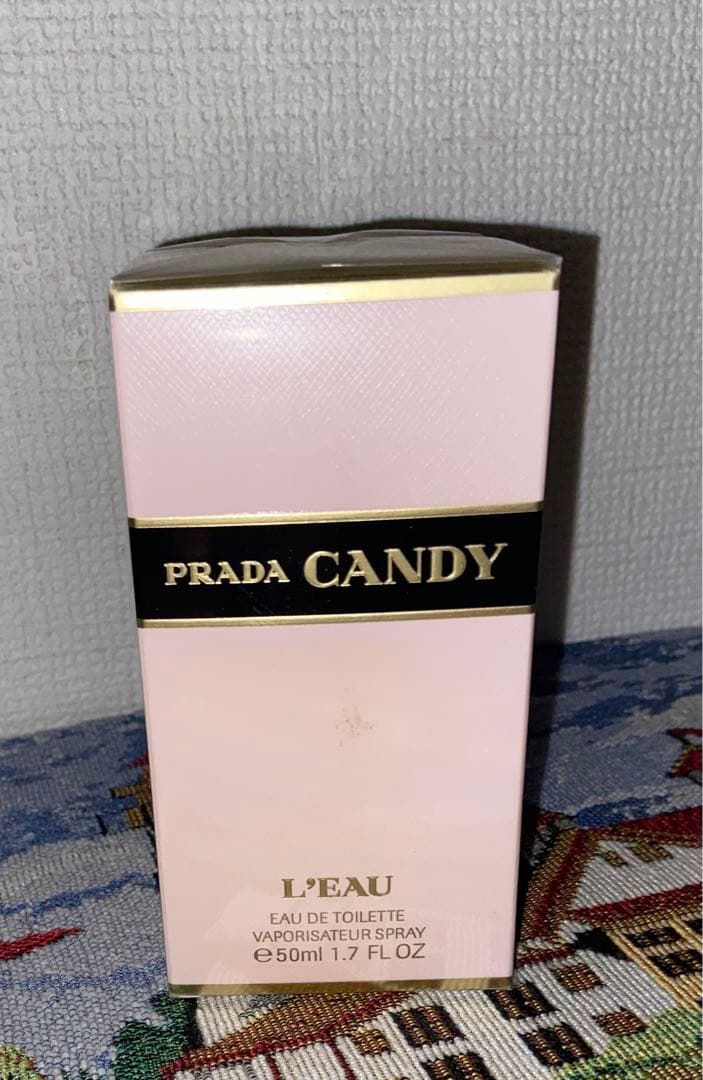 PRADA CANDY
L'EAU
EAU DE TOILETTE
VAPORISATEUR SPRAY
℮50ml 1.7 FL OZ